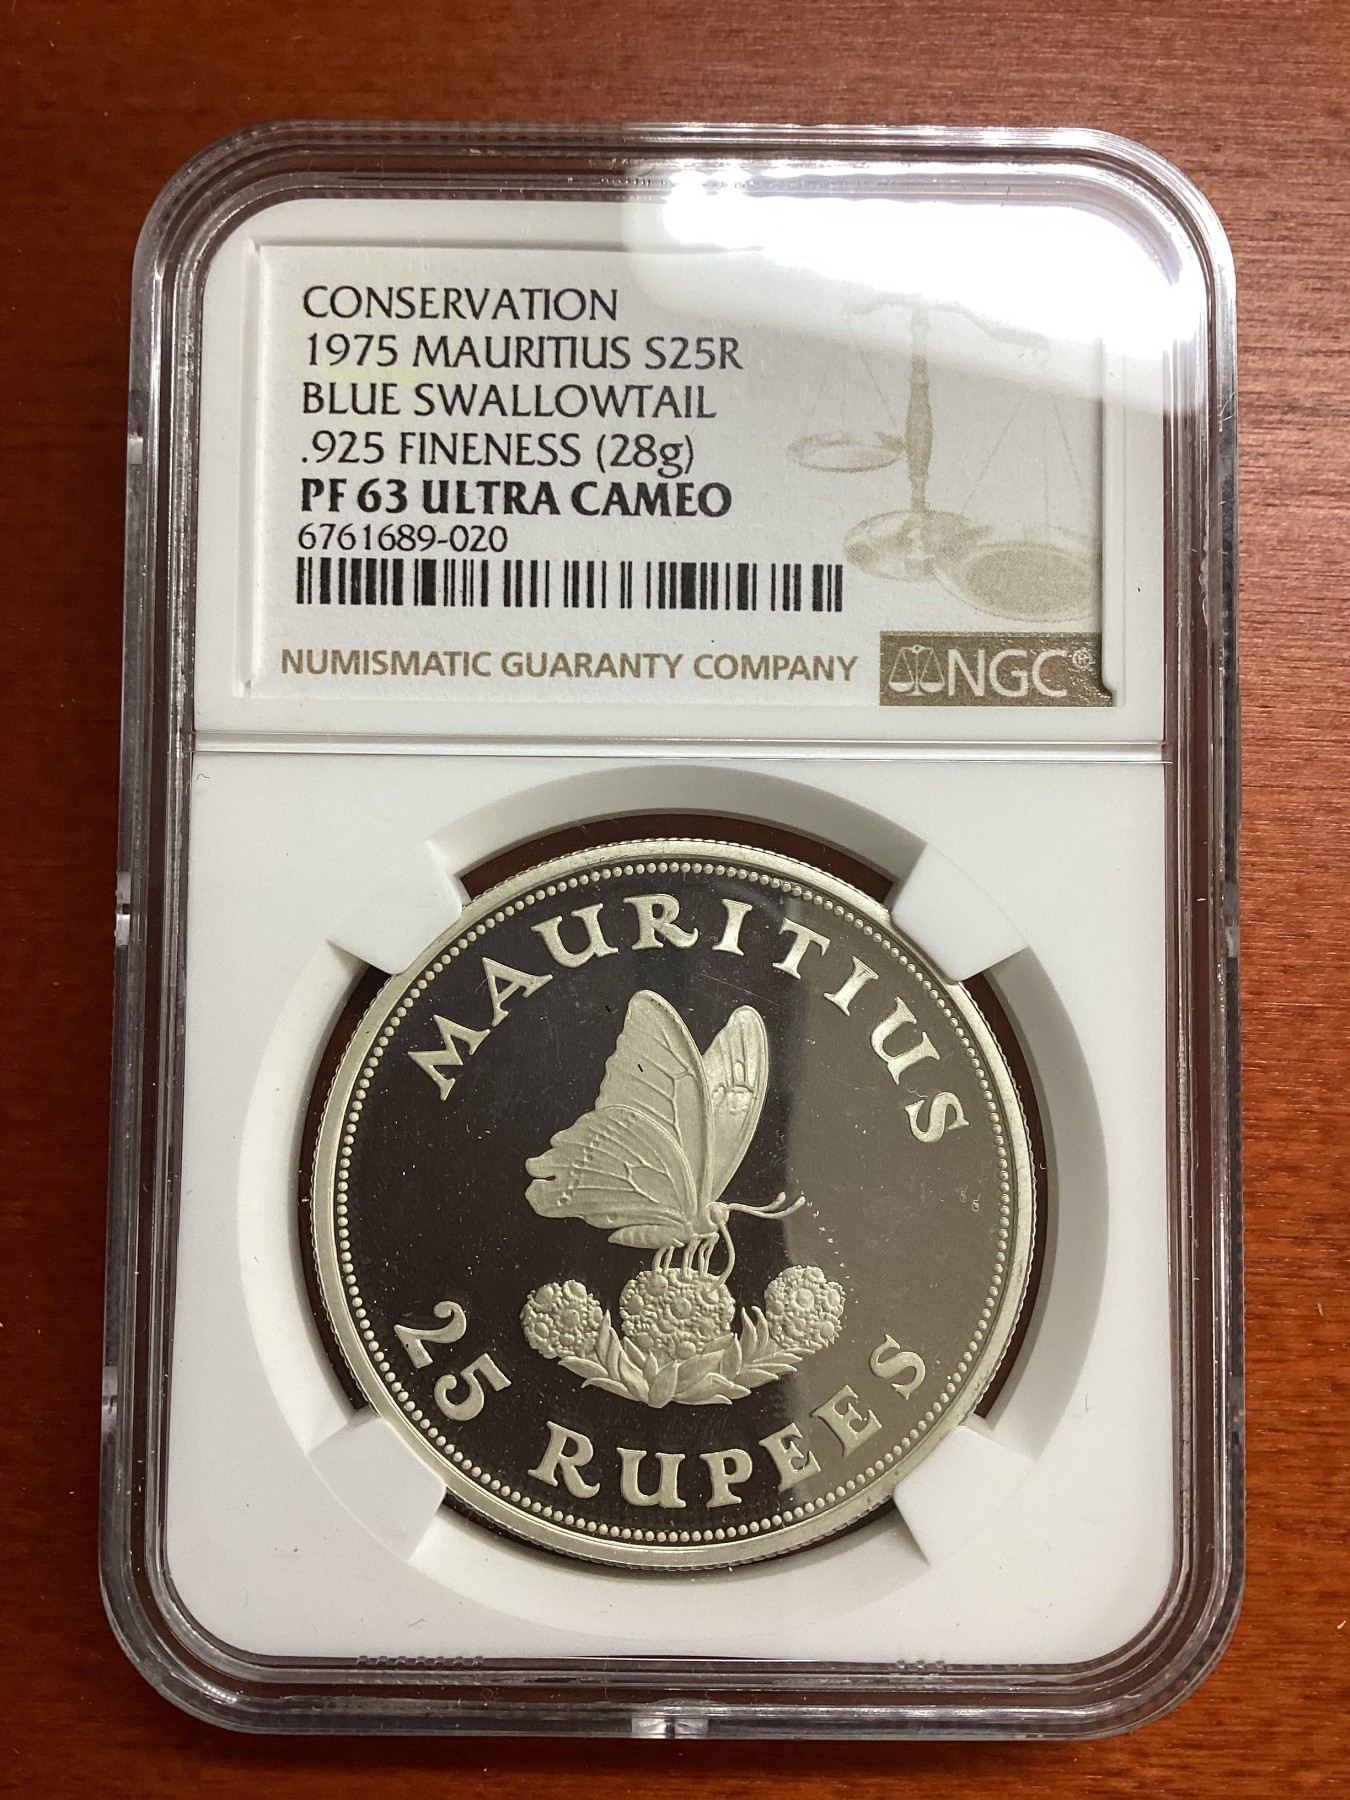 CONSERVATION
1975 MAURITIUS S25R
BLUE SWALLOWTAIL
.925 FINENESS (28g)
PF 63 ULTRA CAMEO
6761689-020
NUMISMATIC GUARANTY COMPANY
NGC®
MAURITIUS
25 RUPEES